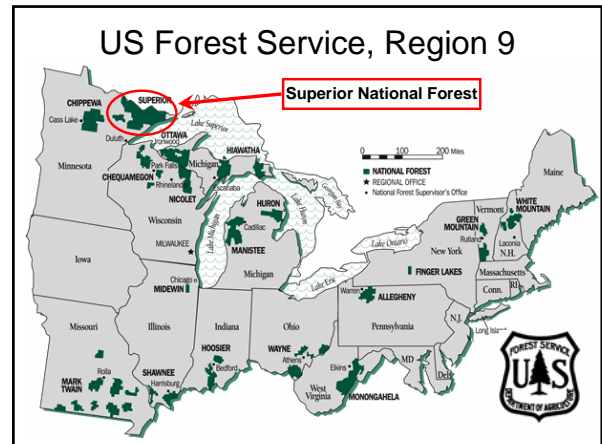 US Forest Service, Region 9
Superior National Forest
SUPERIOR
CHIPPEWA
Cass Lake
Lake Superior
Duluth
OTTAWA
Ironwood
HIAWATHA
Minnesota
Park Falls
Michigan
CHEQUAMEGON
Rhineland
Escnaba
NICOLET
Georgian Bay
0 100 200 Miles
NATIONAL FOREST
REGIONAL OFFICE
National Forest Supervisor's Office
Maine
Wisconsin
Lake Michigan
HURON
Lake Huron
Cadillac
MANISTEE
MILWAUKEE
Vermont
WHITE
MOUNTAIN
GREEN
MOUNTAIN
Rutland
Laconia
N.H.
Lake Ontario
New York
Iowa
Michigan
Chicago
MIDEWIN
Lake Erie
FINGER LAKES
Massachusetts
Conn.
RI
Warren
ALLEGHENY
Missouri
Illinois
Indiana
Ohio
Pennsylvania
N.J.
Long Isla
HOOSIER
Bedford
WAYNE
Athens
Elkins
MD
Del
Rolla
MARK
TWAIN
SHAWNEE
Harrisburg
West
Virginia
MONONGAHELA
FOREST SERVICE
U S
DEPARTMENT OF AGRICULTURE